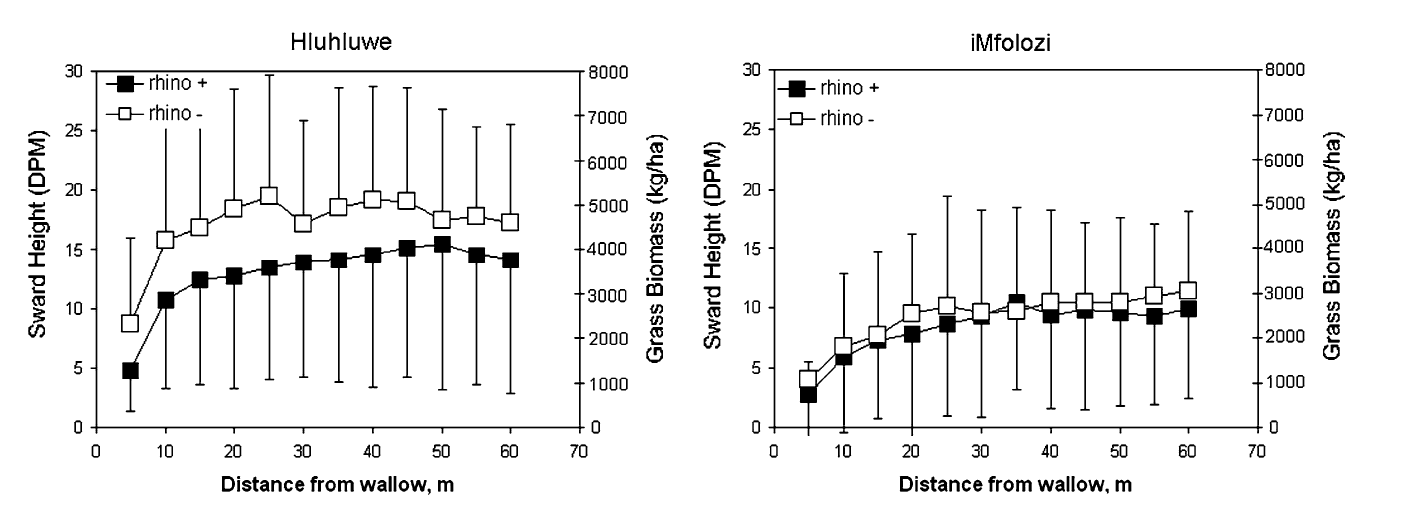 Hluhluwe
rhino +
rhino -
30
25
20
15
10
5
0
8000
7000
6000
5000
4000
3000
2000
1000
0
0 10 20 30 40 50 60 70
Sward Height (DPM)
Grass Biomass (kg/ha)
Distance from wallow, m
iMfolozi
rhino +
rhino -
30
25
20
15
10
5
0
8000
7000
6000
5000
4000
3000
2000
1000
0
0 10 20 30 40 50 60 70
Sward Height (DPM)
Grass Biomass (kg/ha)
Distance from wallow, m